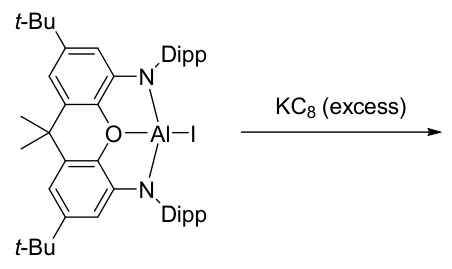 t-Bu
Dipp
N
KC8 (excess)
O
Al
I
N
Dipp
t-Bu